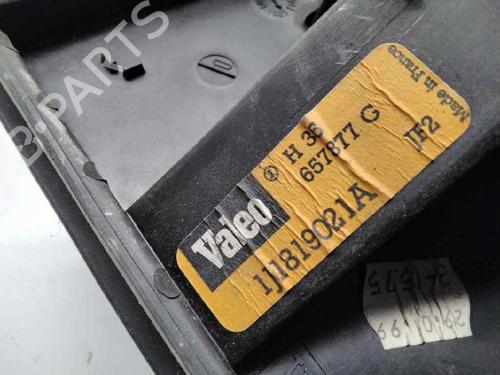 B-PARTS
Valeo
H 36
657877 G
1J1819021A
JF2
Made in France